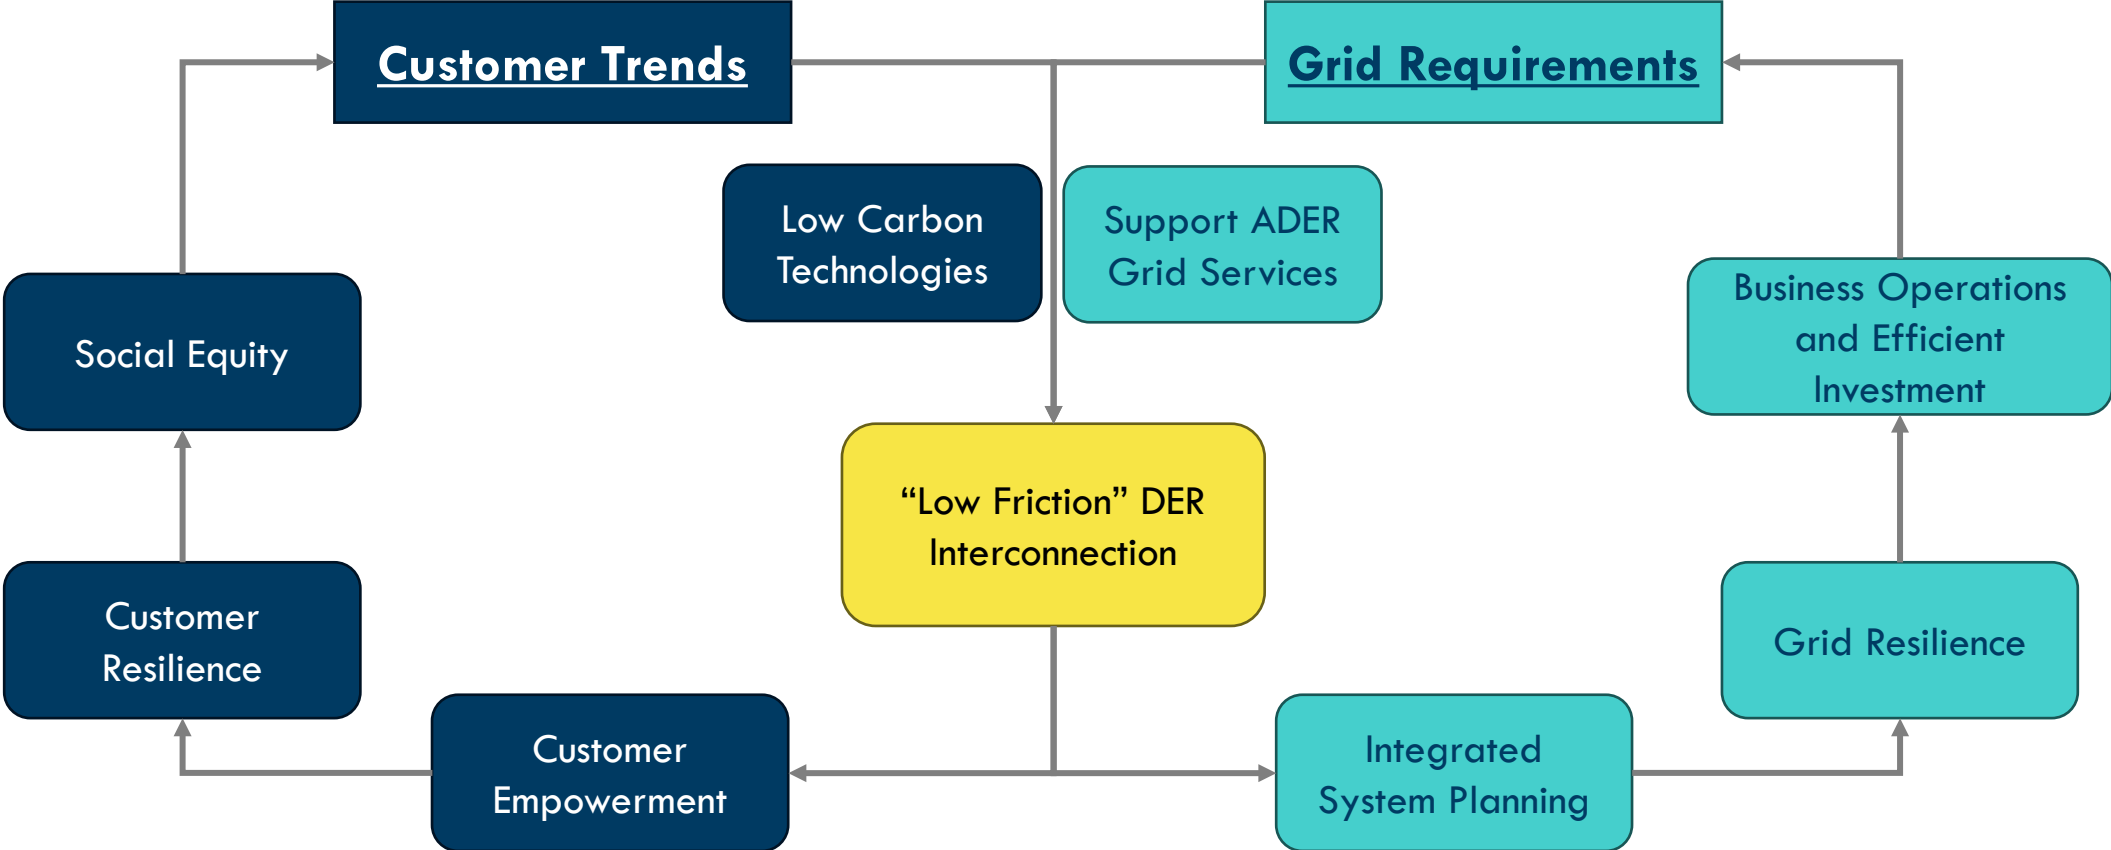 Customer Trends
Grid Requirements
Low Carbon
Technologies
Support ADER
Grid Services
Social Equity
Business Operations
and Efficient
Investment
“Low Friction” DER
Interconnection
Customer
Resilience
Grid Resilience
Customer
Empowerment
Integrated
System Planning